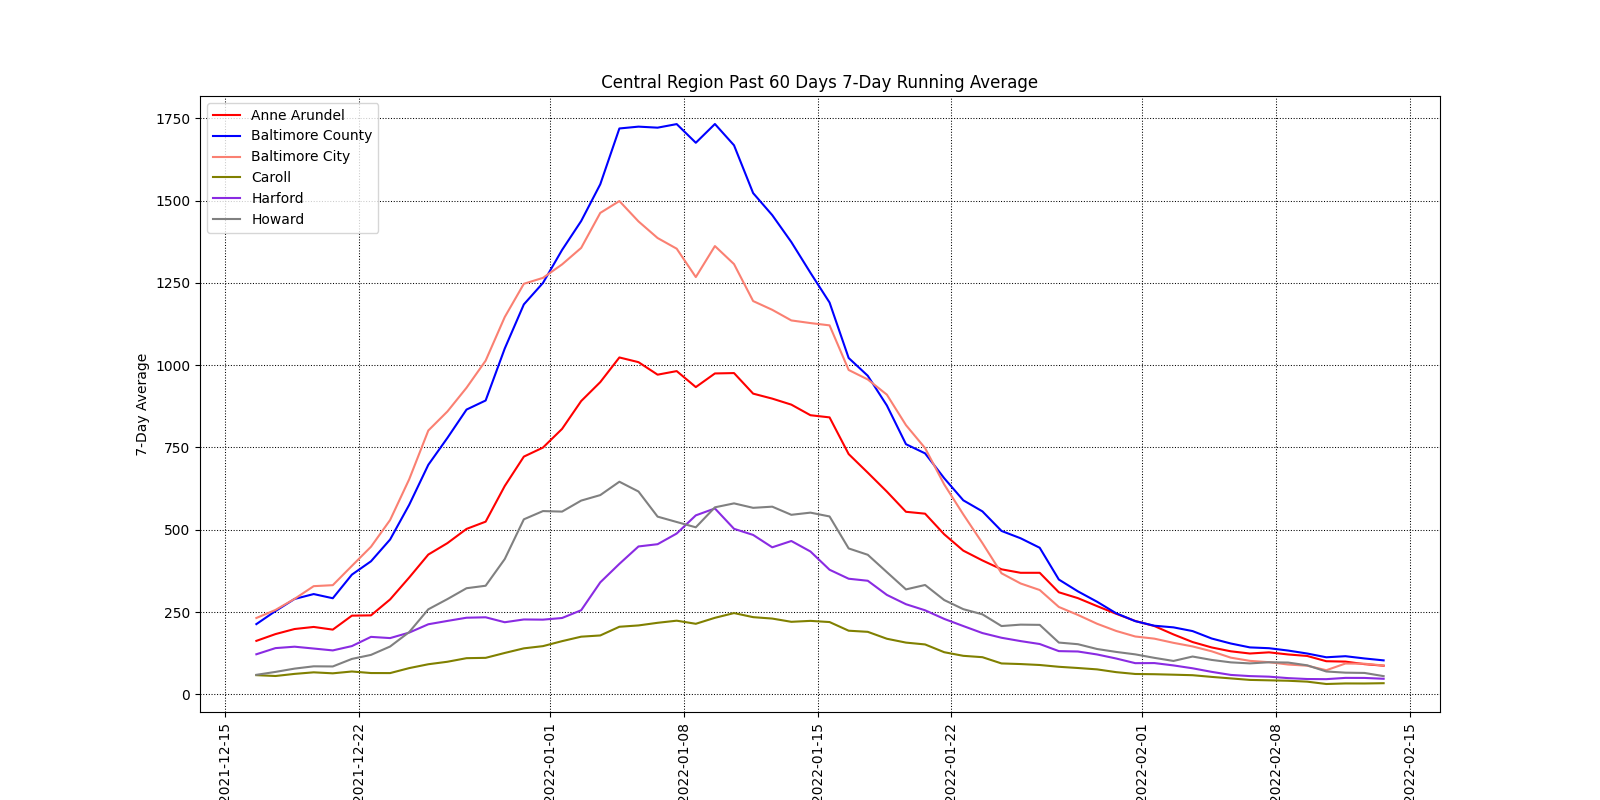 Central Region Past 60 Days 7-Day Running Average
Anne Arundel
Baltimore County
Baltimore City
Caroll
Harford
Howard
7-Day Average
1750
1500
1250
1000
750
500
250
0
2021-12-15
2021-12-22
2022-01-01
2022-01-08
2022-01-15
2022-01-22
2022-02-01
2022-02-08
2022-02-15